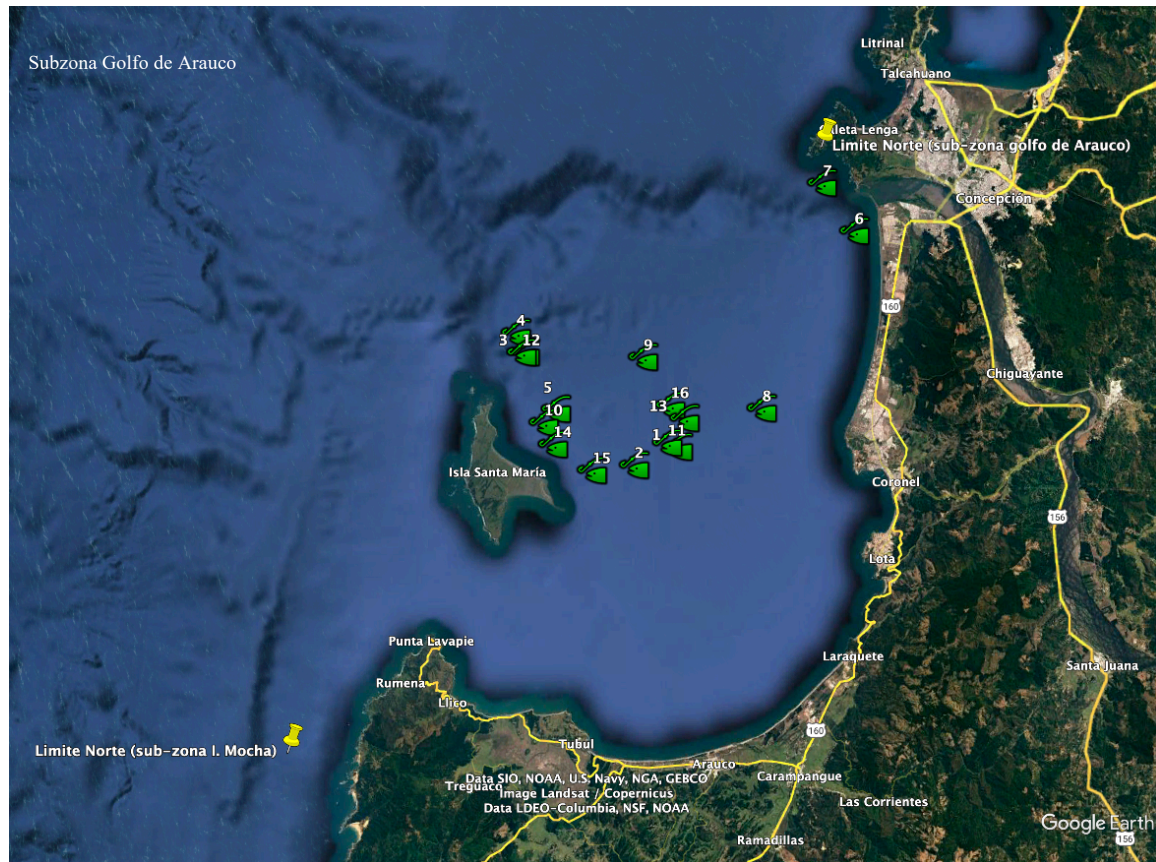 Subzona Golfo de Arauco
Litrinal
Talcahuano
aleta Lenga
Limite Norte (sub-zona golfo de Arauco)
7
Concepción
6
160
4
3 12
9
Chiguayante
5
16
13
8
10
14
1 11
15
2
Isla Santa María
Coronel
156
Lota
Punta Lavapie
Laraquete
Santa Juana
Rumena
Llico
160
Limite Norte (sub-zona I. Mocha)
Tubul
Arauco
Data SIO, NOAA, U.S. Navy, NGA, GEBCO
Carampangue
Treguaco
Image Landsat / Copernicus
Las Corrientes
Data LDEO-Columbia, NSF, NOAA
Google Earth
Ramadillas
156